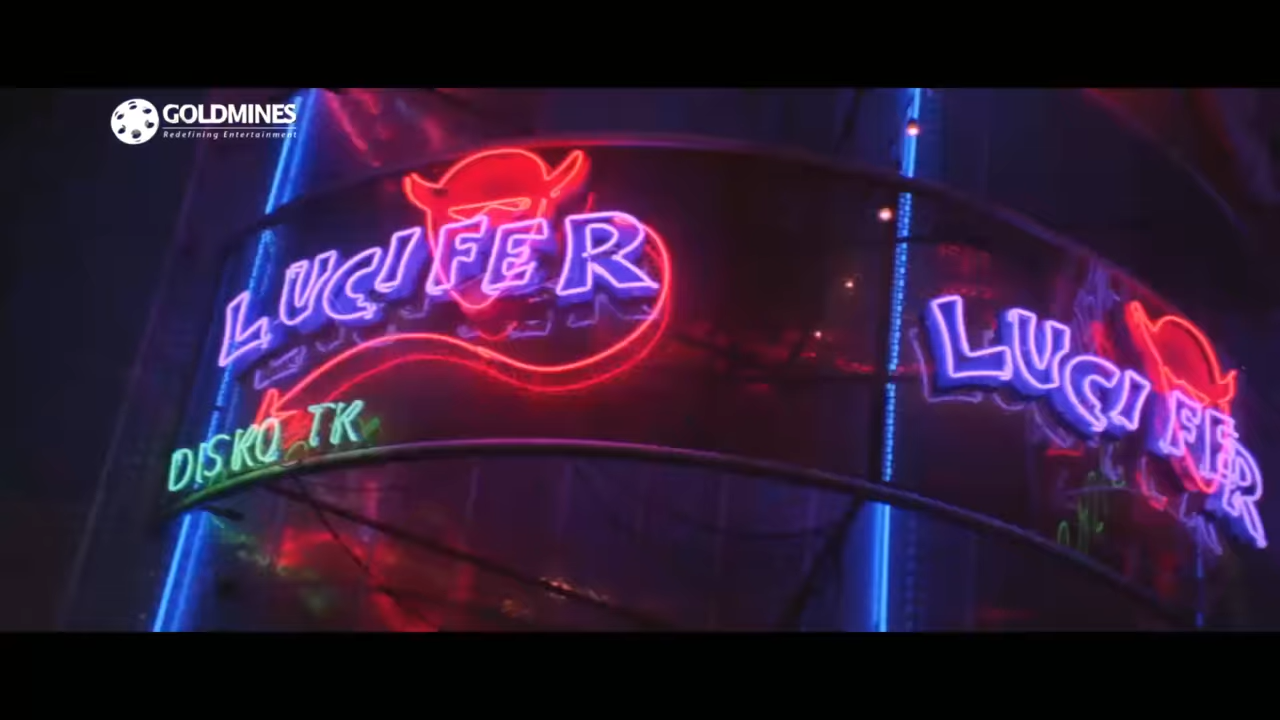 GOLDMINES
Redefining Entertainment
LUCIFER
DISKO TK
LUCIFER